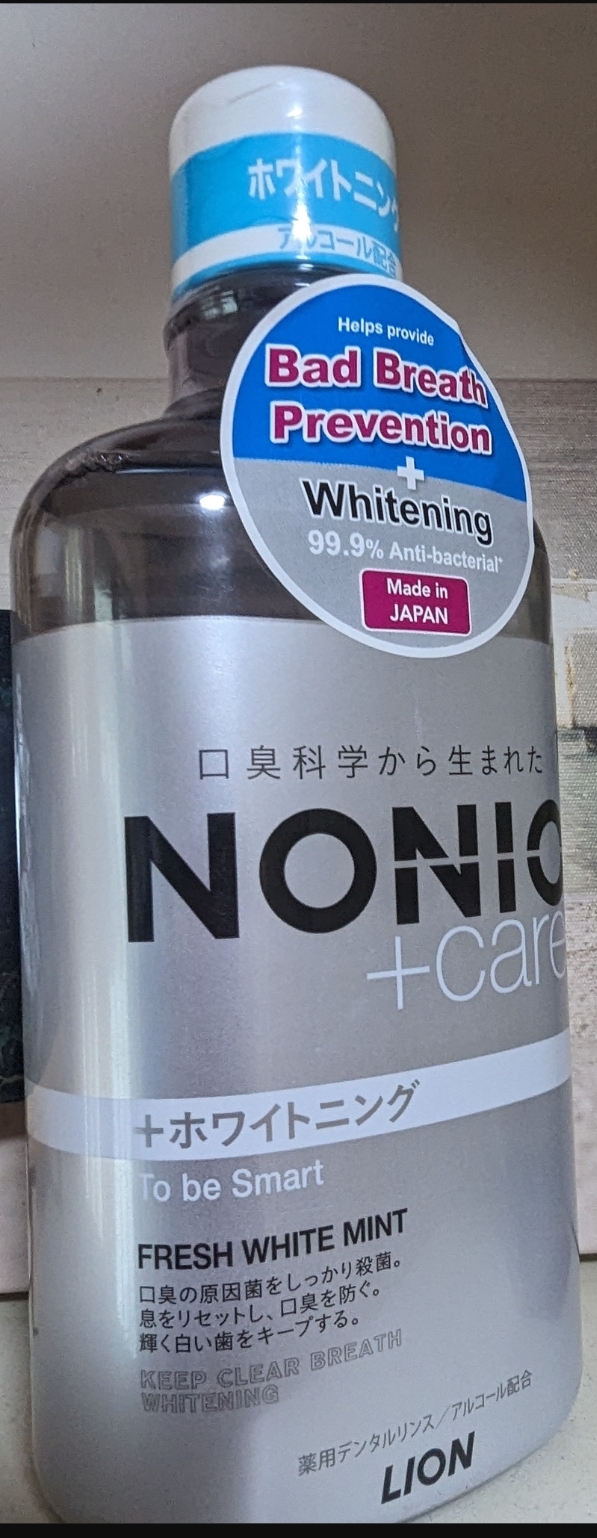 ホワイトニング
アルコール配合
Helps provide
Bad Breath
Prevention
+
Whitening
99.9% Anti-bacterial*
Made in
JAPAN
口臭科学から生まれた
NONIO
+care
+ホワイトニング
To be Smart
FRESH WHITE MINT
口臭の原因菌をしっかり殺菌。
息をリセットし、口臭を防ぐ。
輝く白い歯をキープする。
KEEP CLEAR BREATH
WHITENING
薬用デンタルリンス／アルコール配合
LION